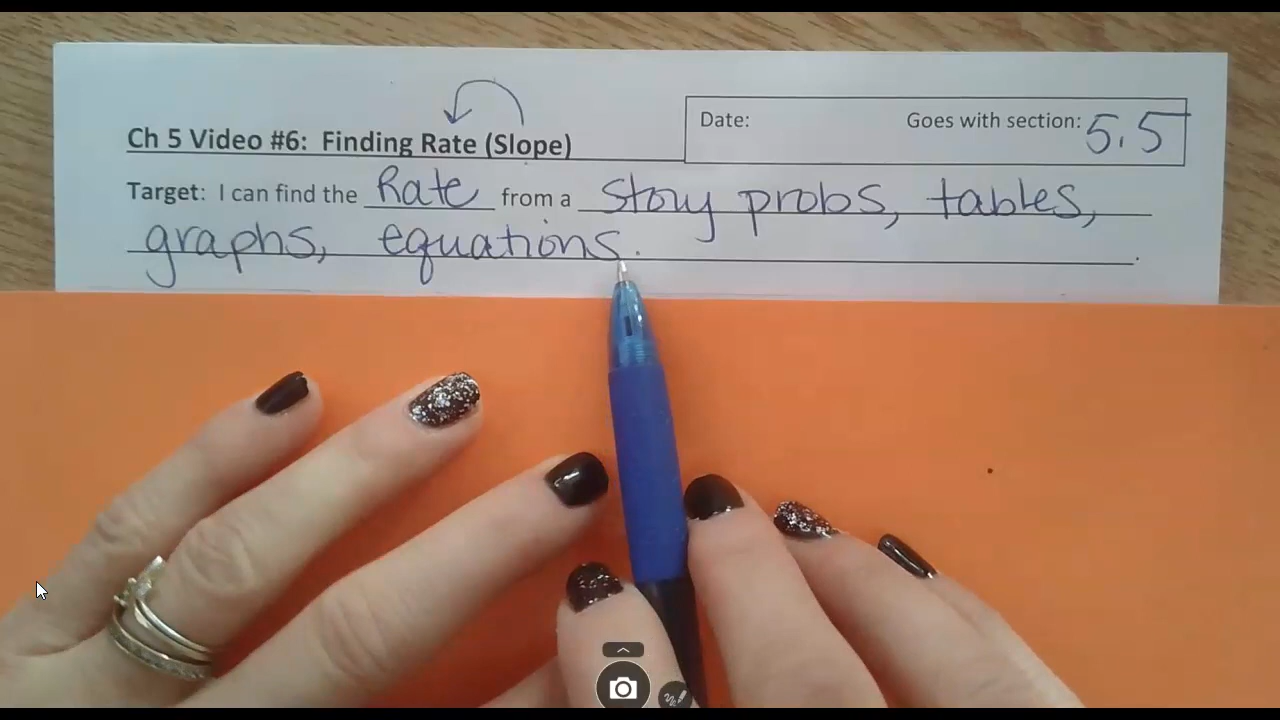 Ch 5 Video #6: Finding Rate (Slope)
Date: Goes with section: 5.5
Target: I can find the Rate from a story probs, tables,
graphs, equations.